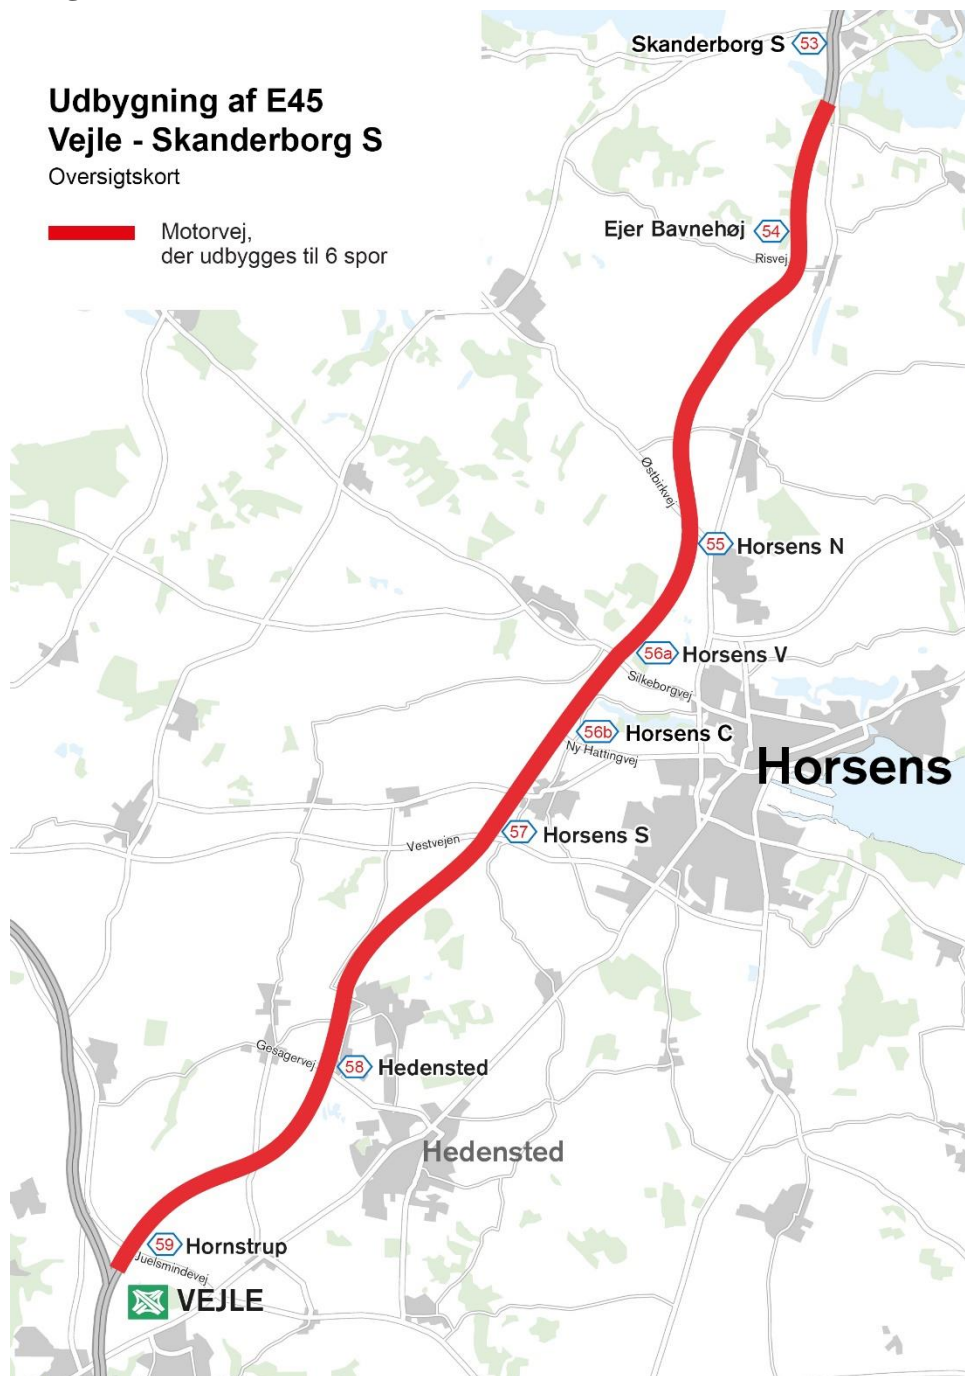 Udbygning af E45
Vejle - Skanderborg S
Oversigtskort
Motorvej,
der udbygges til 6 spor
Skanderborg S 53
Ejer Bavnehøj 54
Risvej
Østbirkvej
55 Horsens N
56a Horsens V
Silkeborgvej
56b Horsens C
Ny Hattingvej
Horsens
57 Horsens S
Vestvejen
Gesagervej
58 Hedensted
Hedensted
59 Hornstrup
Juelsmindevej
VEJLE